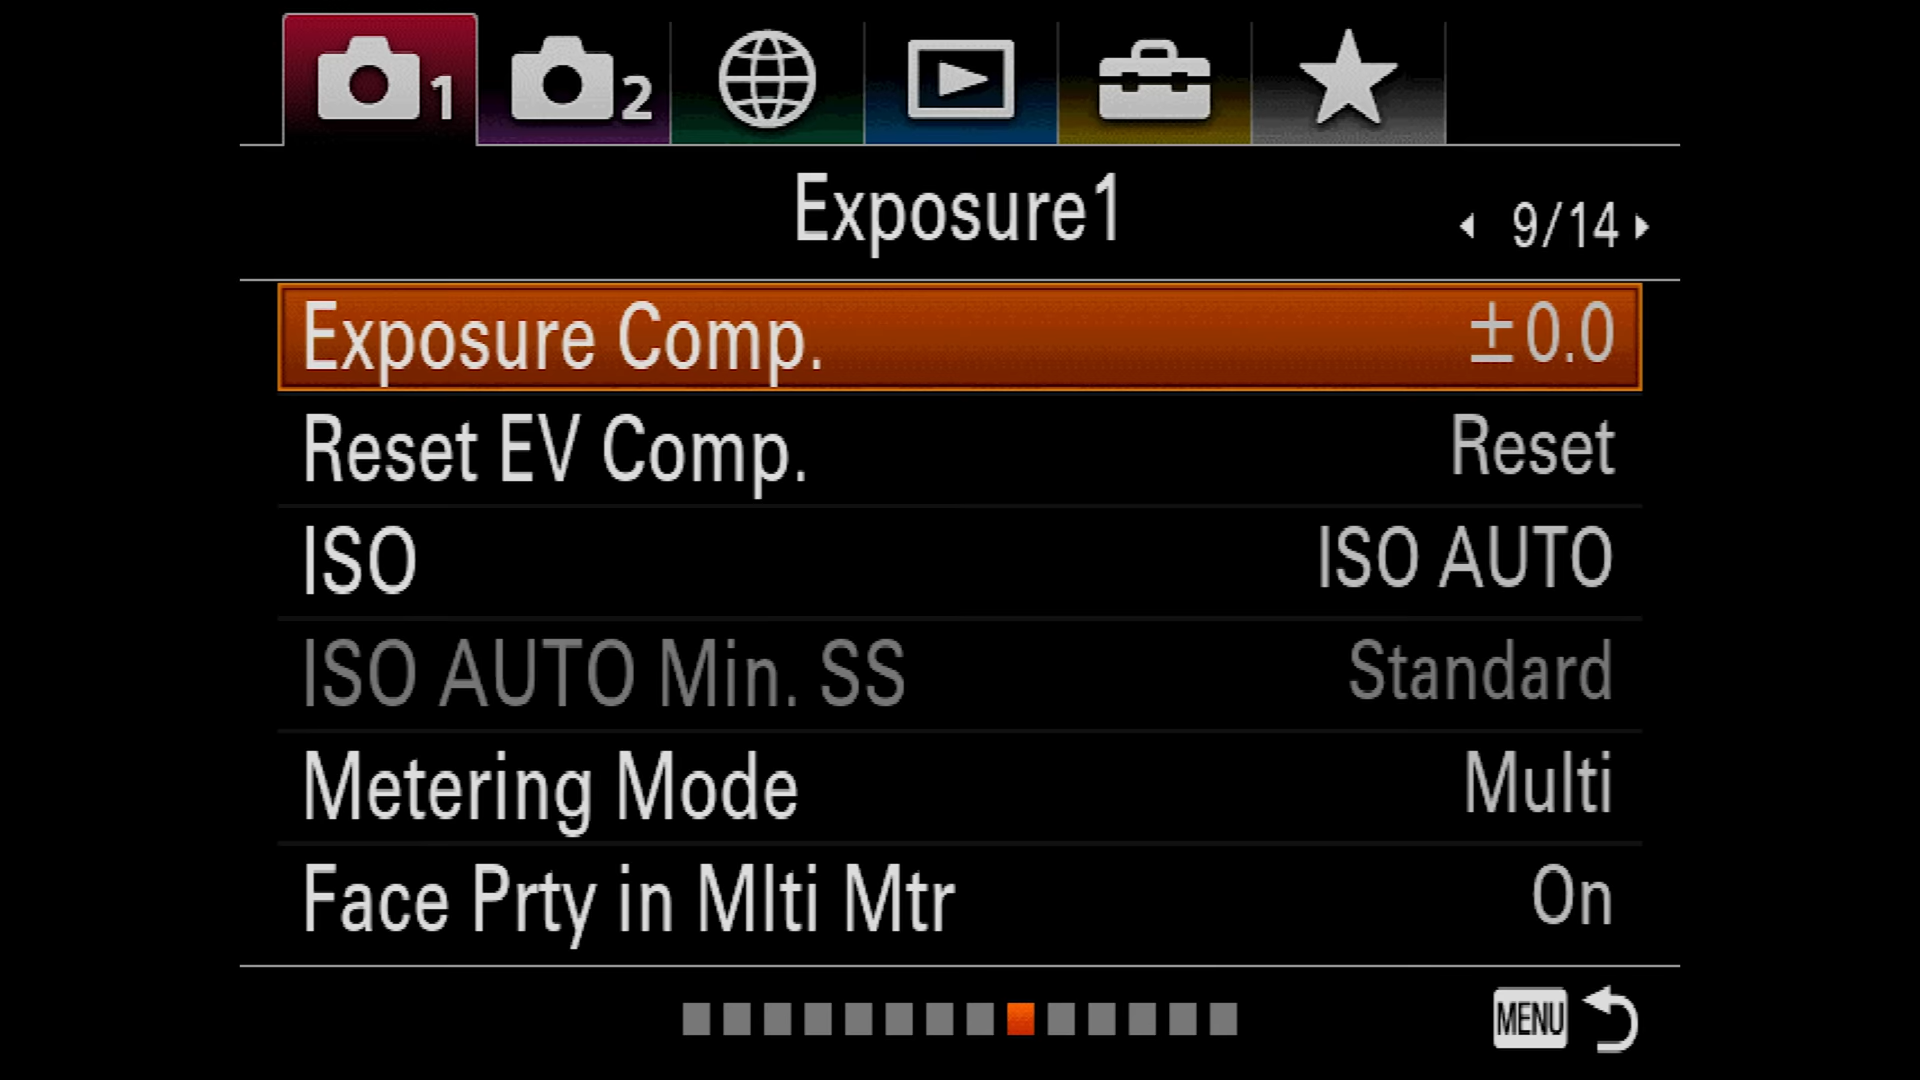 1 2
Exposure1
9/14
Exposure Comp. ±0.0
Reset EV Comp. Reset
ISO ISO AUTO
ISO AUTO Min. SS Standard
Metering Mode Multi
Face Prty in Mlti Mtr On
MENU